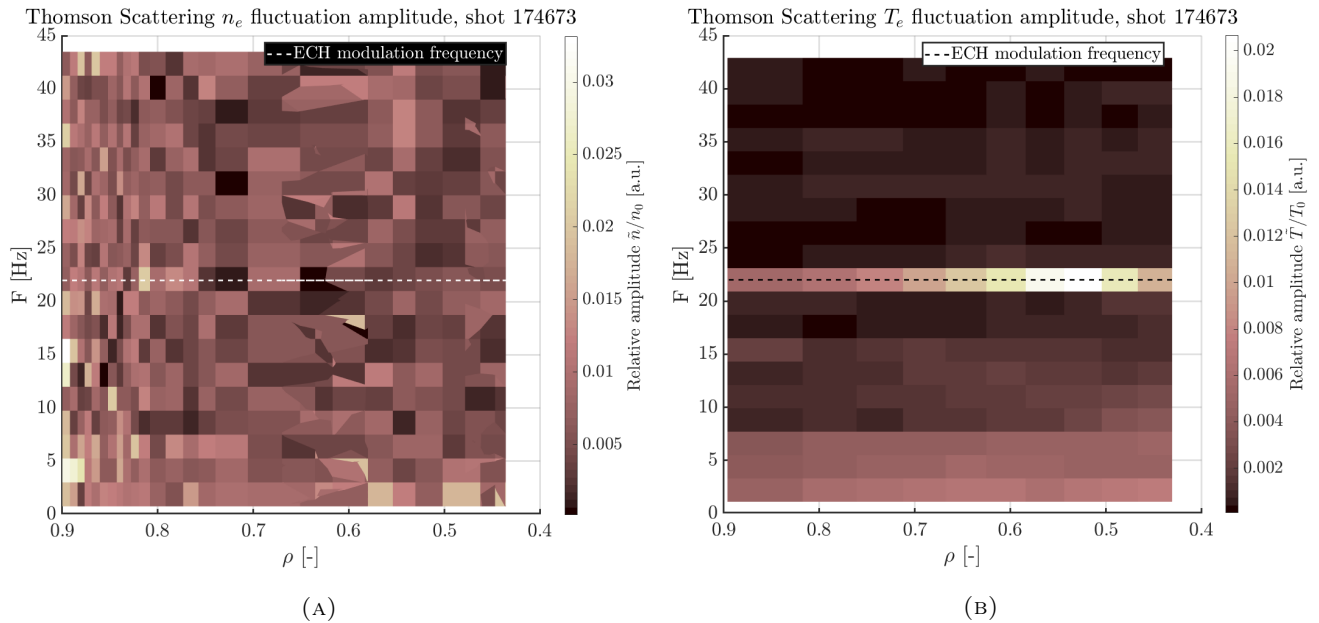 Thomson Scattering nₑ fluctuation amplitude, shot 174673
ECH modulation frequency
45
40
35
30
25
20
15
10
5
0
F [Hz]
0.9 0.8 0.7 0.6 0.5 0.4
ρ [-]
0.03
0.025
0.02
0.015
0.01
0.005
Relative amplitude ñ/n₀ [a.u.]
(A)
Thomson Scattering Tₑ fluctuation amplitude, shot 174673
ECH modulation frequency
45
40
35
30
25
20
15
10
5
0
F [Hz]
0.9 0.8 0.7 0.6 0.5 0.4
ρ [-]
0.02
0.018
0.016
0.014
0.012
0.01
0.008
0.006
0.004
0.002
Relative amplitude T̃/T₀ [a.u.]
(B)